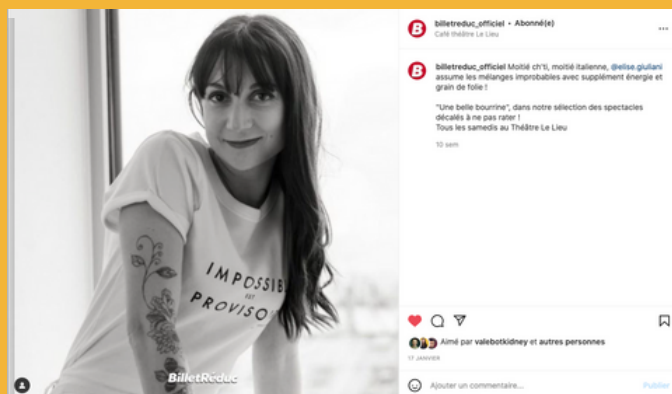 billetreduc_officiel • Abonné(e)
Café théâtre Le Lieu
billetreduc_officiel Moitié ch'ti, moitié italienne, @elise.giuliani
assume les mélanges improbables avec supplément énergie et
grain de folie !
"Une belle bourrine", dans notre sélection des spectacles
décalés à ne pas rater !
Tous les samedis au Théâtre Le Lieu
10 sem
IMPOSSIB
EST
PROVISO
BilletRéduc
Aimé par valebotkidney et autres personnes
17 JANVIER
Ajouter un commentaire...
Publier